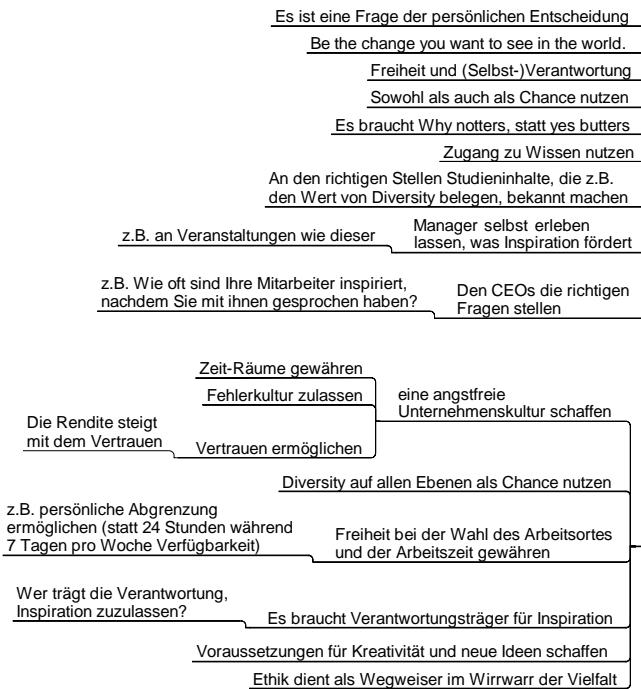 Es ist eine Frage der persönlichen Entscheidung
Be the change you want to see in the world.
Freiheit und (Selbst-)Verantwortung
Sowohl als auch als Chance nutzen
Es braucht Why notters, statt yes butters
Zugang zu Wissen nutzen
An den richtigen Stellen Studieninhalte, die z.B.
den Wert von Diversity belegen, bekannt machen
z.B. an Veranstaltungen wie dieser
Manager selbst erleben
lassen, was Inspiration fördert
z.B. Wie oft sind Ihre Mitarbeiter inspiriert,
nachdem Sie mit ihnen gesprochen haben?
Den CEOs die richtigen
Fragen stellen
Zeit-Räume gewähren
Fehlerkultur zulassen
Die Rendite steigt
mit dem Vertrauen
Vertrauen ermöglichen
eine angstfreie
Unternehmenskultur schaffen
Diversity auf allen Ebenen als Chance nutzen
z.B. persönliche Abgrenzung
ermöglichen (statt 24 Stunden während
7 Tagen pro Woche Verfügbarkeit)
Freiheit bei der Wahl des Arbeitsortes
und der Arbeitszeit gewähren
Wer trägt die Verantwortung,
Inspiration zuzulassen?
Es braucht Verantwortungsträger für Inspiration
Voraussetzungen für Kreativität und neue Ideen schaffen
Ethik dient als Wegweiser im Wirrwarr der Vielfalt